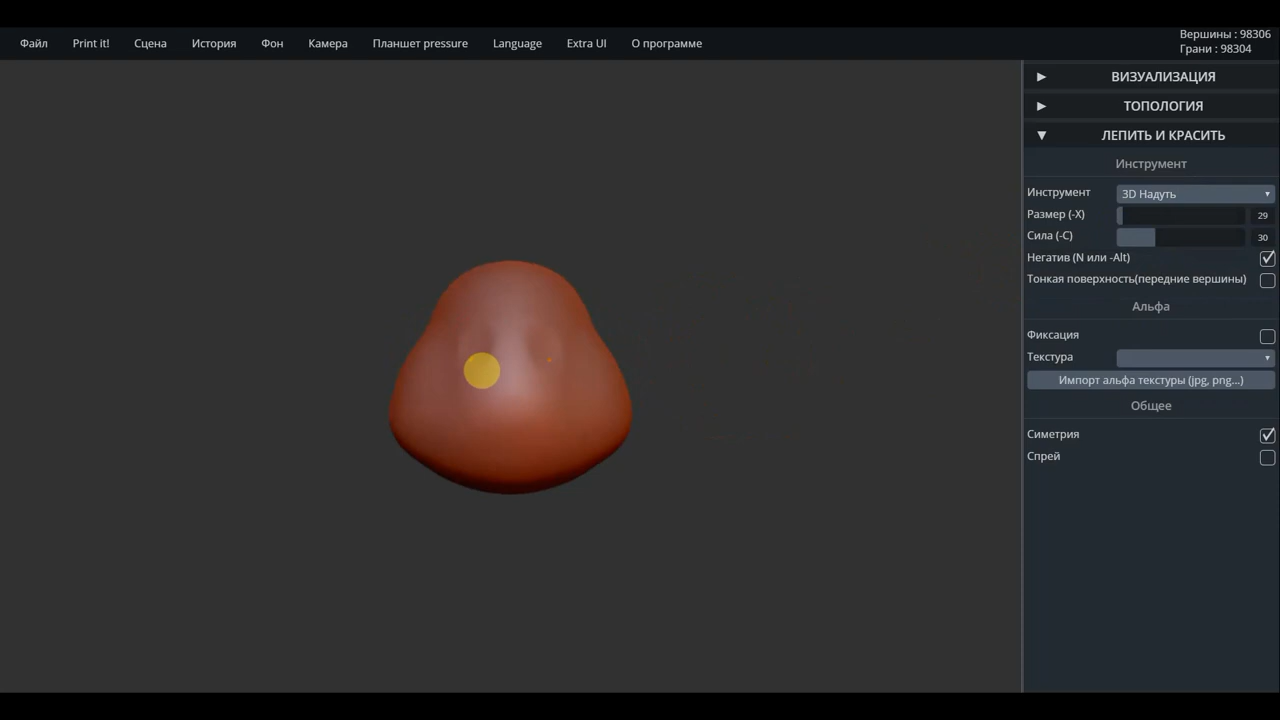 Файл Print it! Сцена История Фон Камера Планшет pressure Language Extra UI О программе
Вершины : 98306
Грани : 98304
ВИЗУАЛИЗАЦИЯ
ТОПОЛОГИЯ
ЛЕПИТЬ И КРАСИТЬ
Инструмент
Инструмент 3D Надуть
Размер (-X) 29
Сила (-C) 30
Негатив (N или -Alt)
Тонкая поверхность(передние вершины)
Альфа
Фиксация
Текстура
Импорт альфа текстуры (jpg, png...)
Общее
Симетрия
Спрей